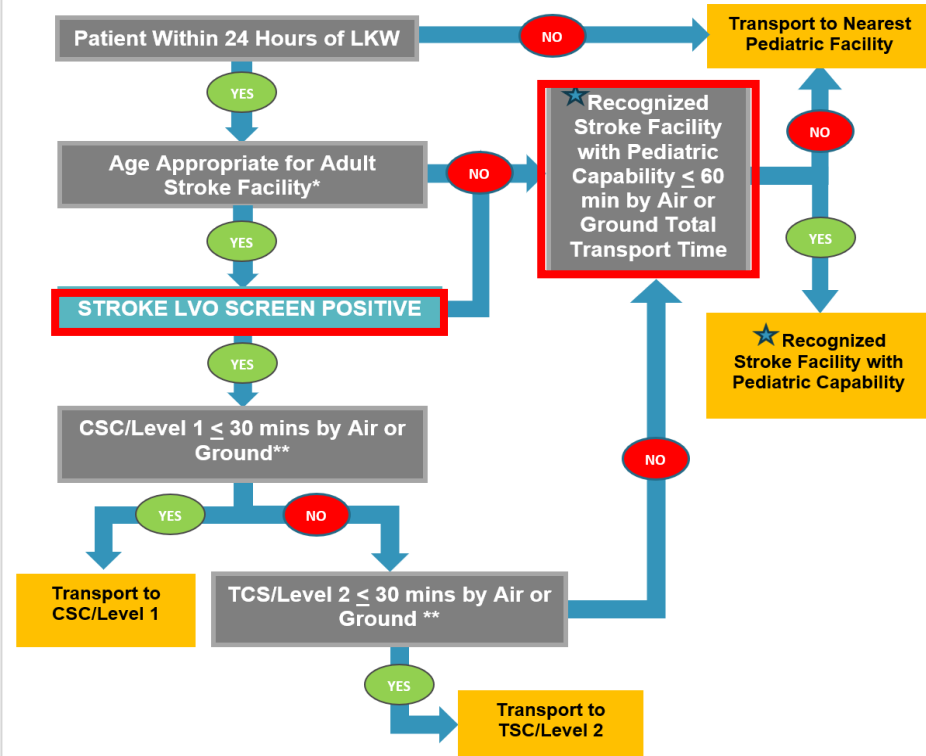 Patient Within 24 Hours of LKW
NO
Transport to Nearest
Pediatric Facility
YES
Recognized
Stroke Facility
with Pediatric
Capability ≤ 60
min by Air or
Ground Total
Transport Time
NO
Age Appropriate for Adult
Stroke Facility*
NO
YES
YES
STROKE LVO SCREEN POSITIVE
Recognized
Stroke Facility with
Pediatric Capability
YES
CSC/Level 1 ≤ 30 mins by Air or
Ground**
NO
YES
NO
Transport to
CSC/Level 1
TCS/Level 2 ≤ 30 mins by Air or
Ground **
YES
Transport to
TSC/Level 2